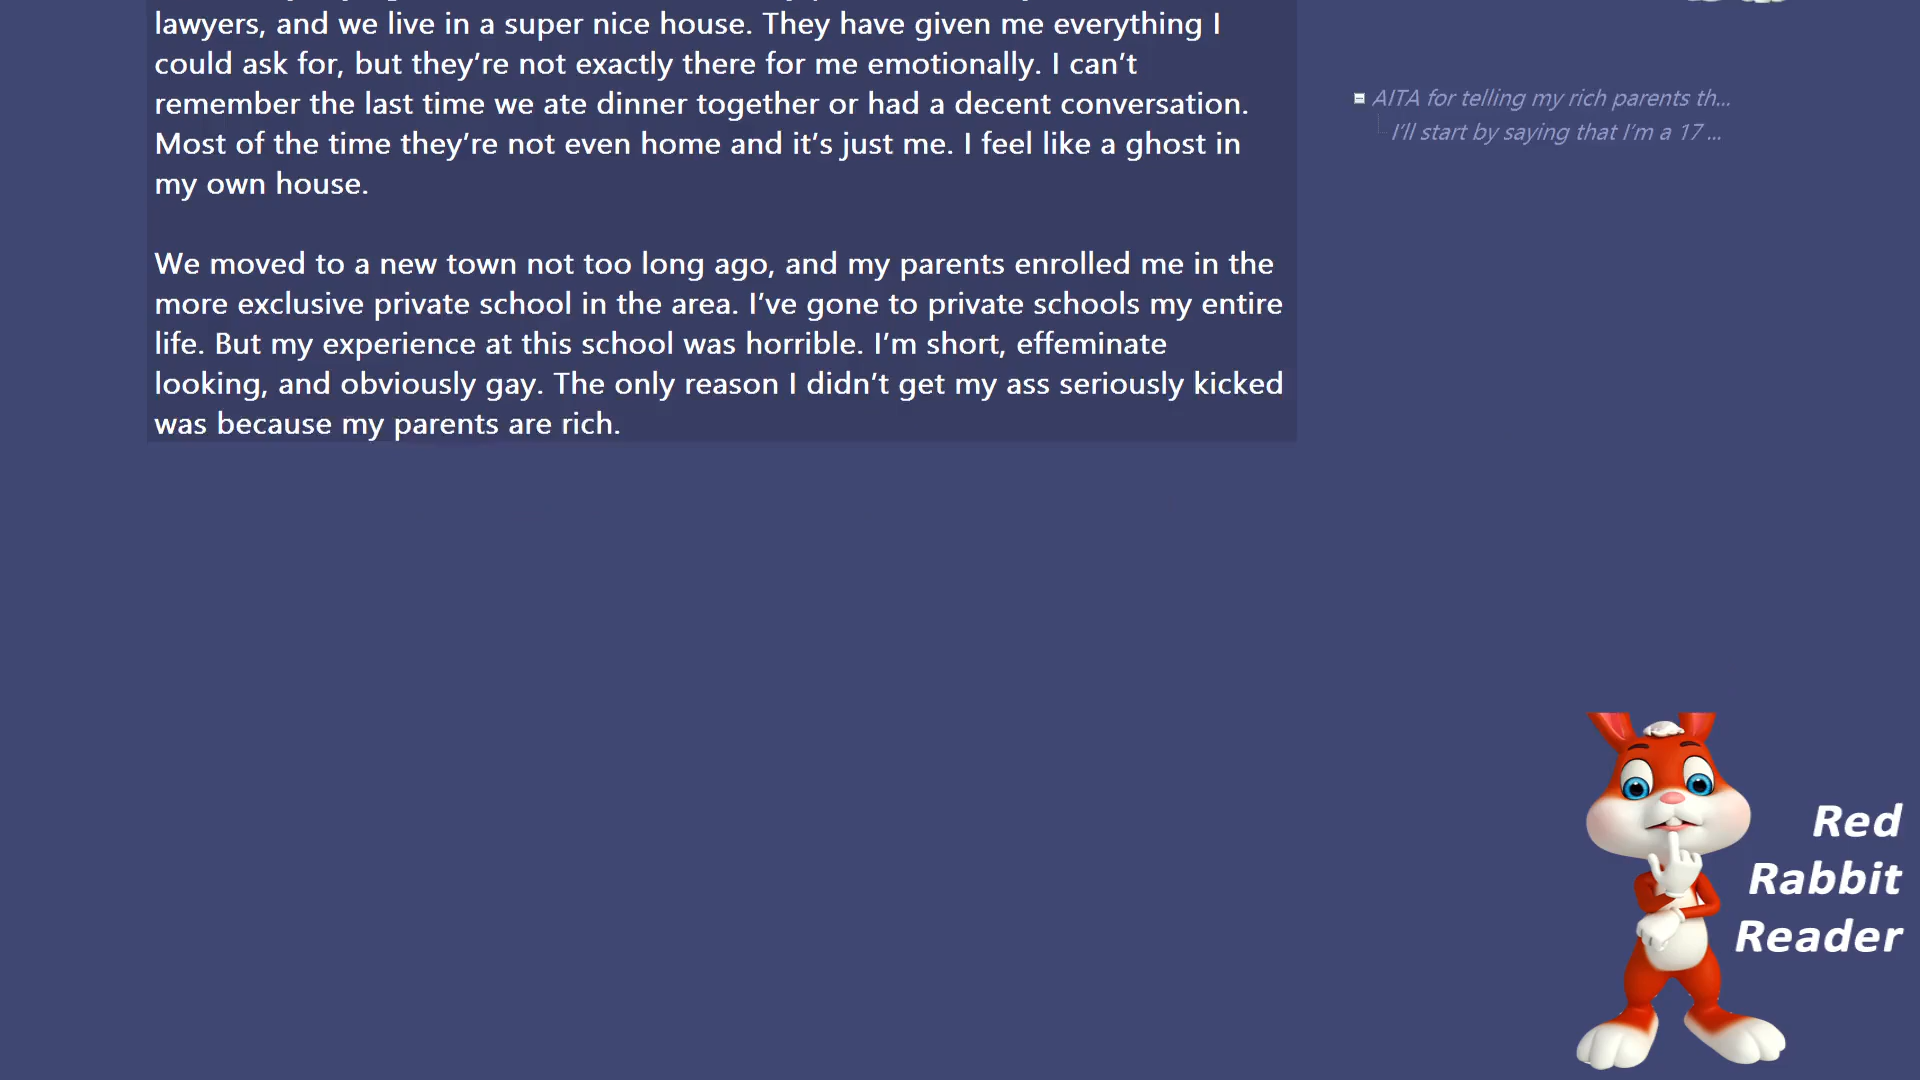 lawyers, and we live in a super nice house. They have given me everything I
could ask for, but they’re not exactly there for me emotionally. I can’t
remember the last time we ate dinner together or had a decent conversation.
Most of the time they’re not even home and it’s just me. I feel like a ghost in
my own house.
We moved to a new town not too long ago, and my parents enrolled me in the
more exclusive private school in the area. I’ve gone to private schools my entire
life. But my experience at this school was horrible. I’m short, effeminate
looking, and obviously gay. The only reason I didn’t get my ass seriously kicked
was because my parents are rich.
AITA for telling my rich parents th...
I’ll start by saying that I’m a 17 ...
Red
Rabbit
Reader